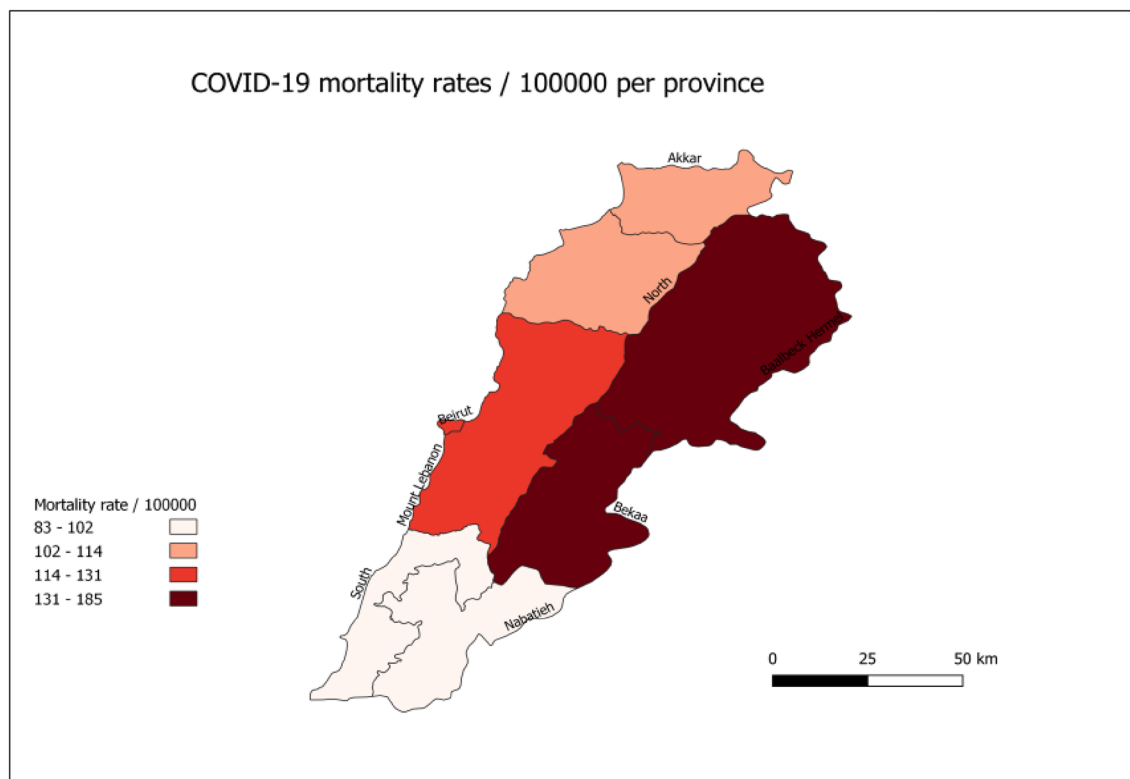 COVID-19 mortality rates / 100000 per province
Akkar
North
Baalbeck Hermel
Beirut
Mount Lebanon
Bekaa
South
Nabatieh
Mortality rate / 100000
83 - 102
102 - 114
114 - 131
131 - 185
0 25 50 km